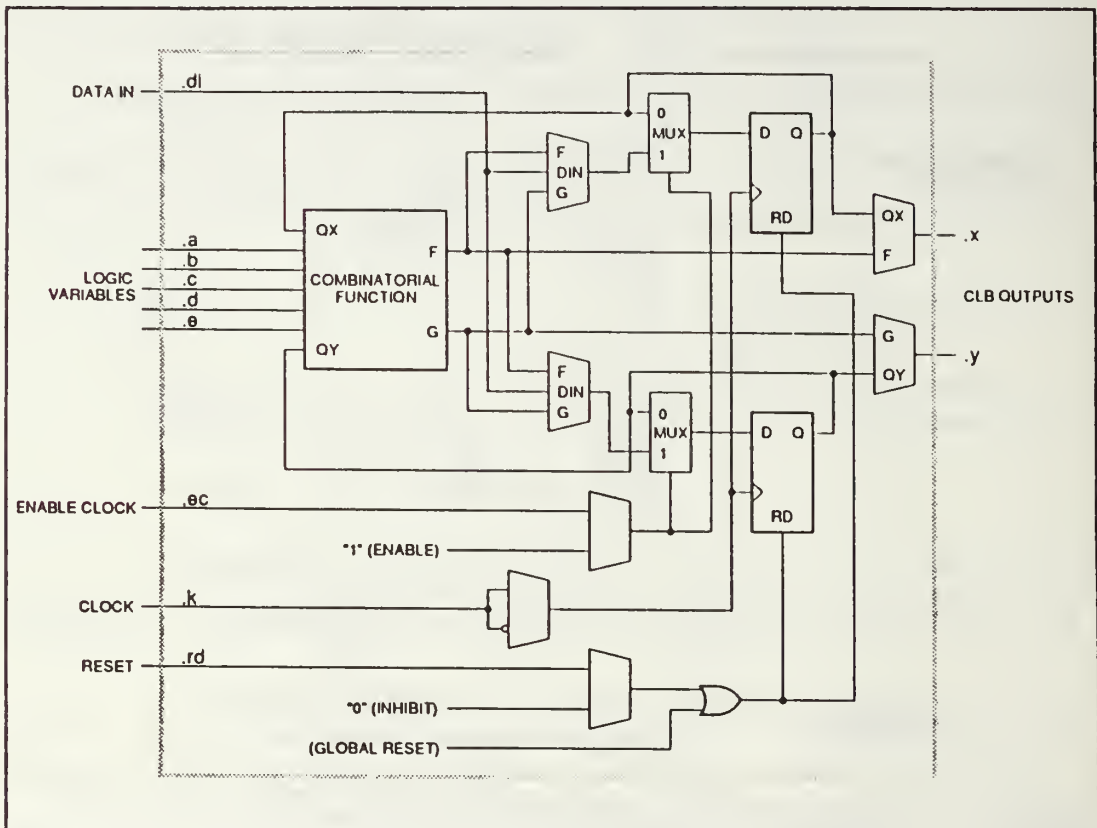 DATA IN
.di
0
MUX
1
D Q
RD
F
DIN
G
QX
F
.x
QX
.a
.b
.c
.d
.e
LOGIC
VARIABLES
COMBINATORIAL
FUNCTION
F
G
QY
CLB OUTPUTS
G
QY
.y
F
DIN
G
0
MUX
1
D Q
RD
ENABLE CLOCK
.ec
"1" (ENABLE)
CLOCK
.k
RESET
.rd
"0" (INHIBIT)
(GLOBAL RESET)